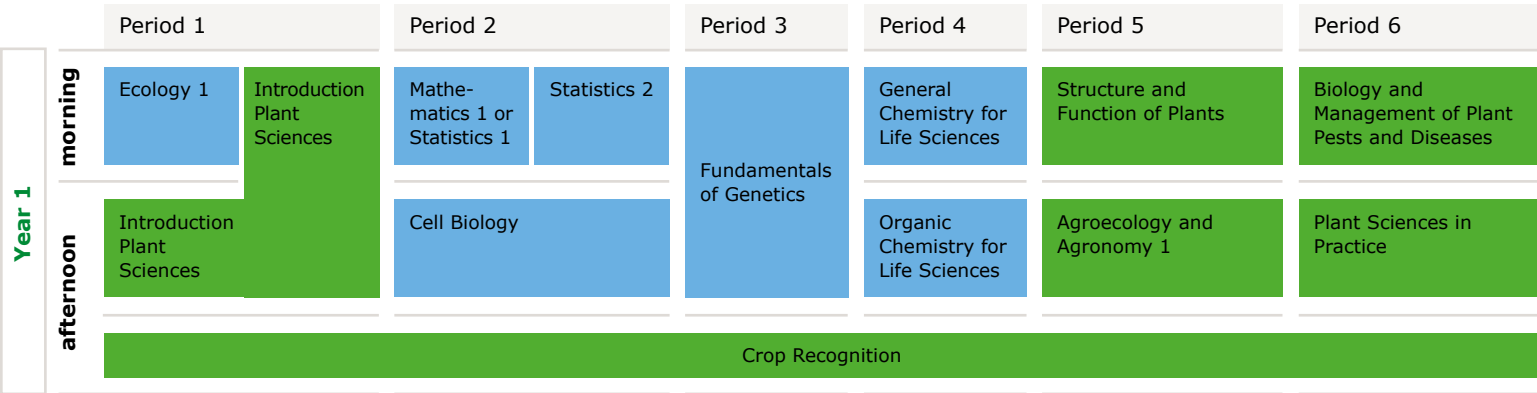 Period 1
Period 2
Period 3
Period 4
Period 5
Period 6
Year 1
morning
Ecology 1
Introduction
Plant
Sciences
Mathe-
matics 1 or
Statistics 1
Statistics 2
Fundamentals
of Genetics
General
Chemistry for
Life Sciences
Structure and
Function of Plants
Biology and
Management of Plant
Pests and Diseases
afternoon
Introduction
Plant
Sciences
Cell Biology
Organic
Chemistry for
Life Sciences
Agroecology and
Agronomy 1
Plant Sciences in
Practice
Crop Recognition